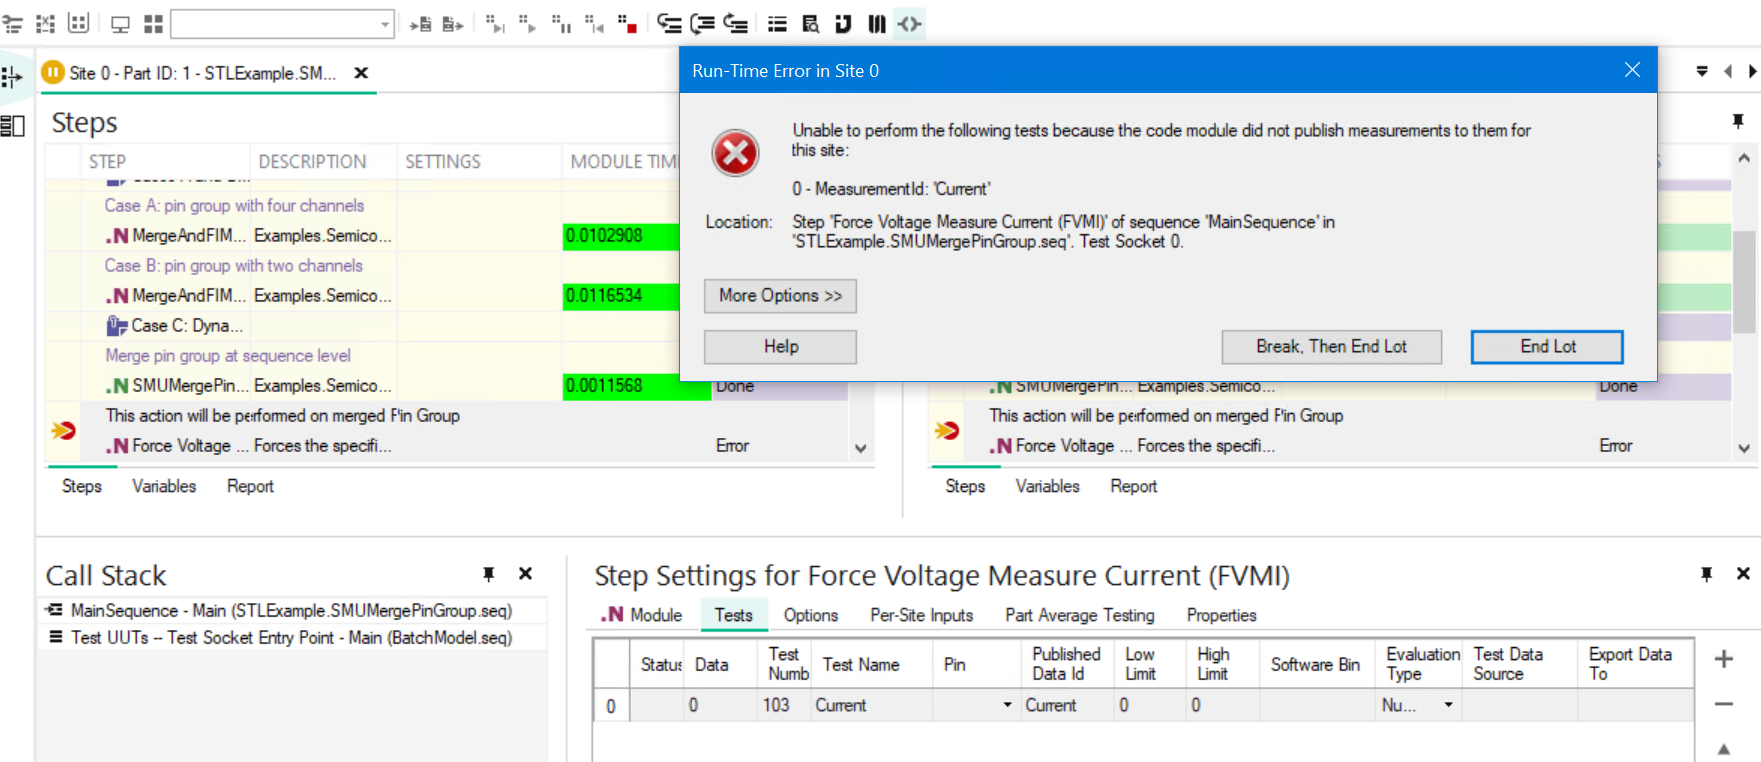 Site 0 - Part ID: 1 - STLExample.SM...
Run-Time Error in Site 0
Unable to perform the following tests because the code module did not publish measurements to them for
this site:
0 - MeasurementId: 'Current'
Location: Step 'Force Voltage Measure Current (FVMI)' of sequence 'MainSequence' in
'STLExample.SMUMergePinGroup.seq'. Test Socket 0.
More Options >>
Help
Break, Then End Lot
End Lot
Steps
STEP DESCRIPTION SETTINGS MODULE TIM
Case A: pin group with four channels
.N MergeAndFIM... Examples.Semico... 0.0102908
Case B: pin group with two channels
.N MergeAndFIM... Examples.Semico... 0.0116534
Case C: Dyna...
Merge pin group at sequence level
.N SMUMergePin... Examples.Semico... 0.0011568 Done
This action will be performed on merged Pin Group
.N Force Voltage ... Forces the specifi... Error
Steps Variables Report
.N SMUMergePin... Examples.Semico... Done
This action will be performed on merged Pin Group
.N Force Voltage ... Forces the specifi... Error
Steps Variables Report
Call Stack
MainSequence - Main (STLExample.SMUMergePinGroup.seq)
Test UUTs -- Test Socket Entry Point - Main (BatchModel.seq)
Step Settings for Force Voltage Measure Current (FVMI)
.N Module Tests Options Per-Site Inputs Part Average Testing Properties
Status Data Test Numb Test Name Pin Published Data Id Low Limit High Limit Software Bin Evaluation Type Test Data Source Export Data To
0 0 103 Current Current 0 0 Nu...